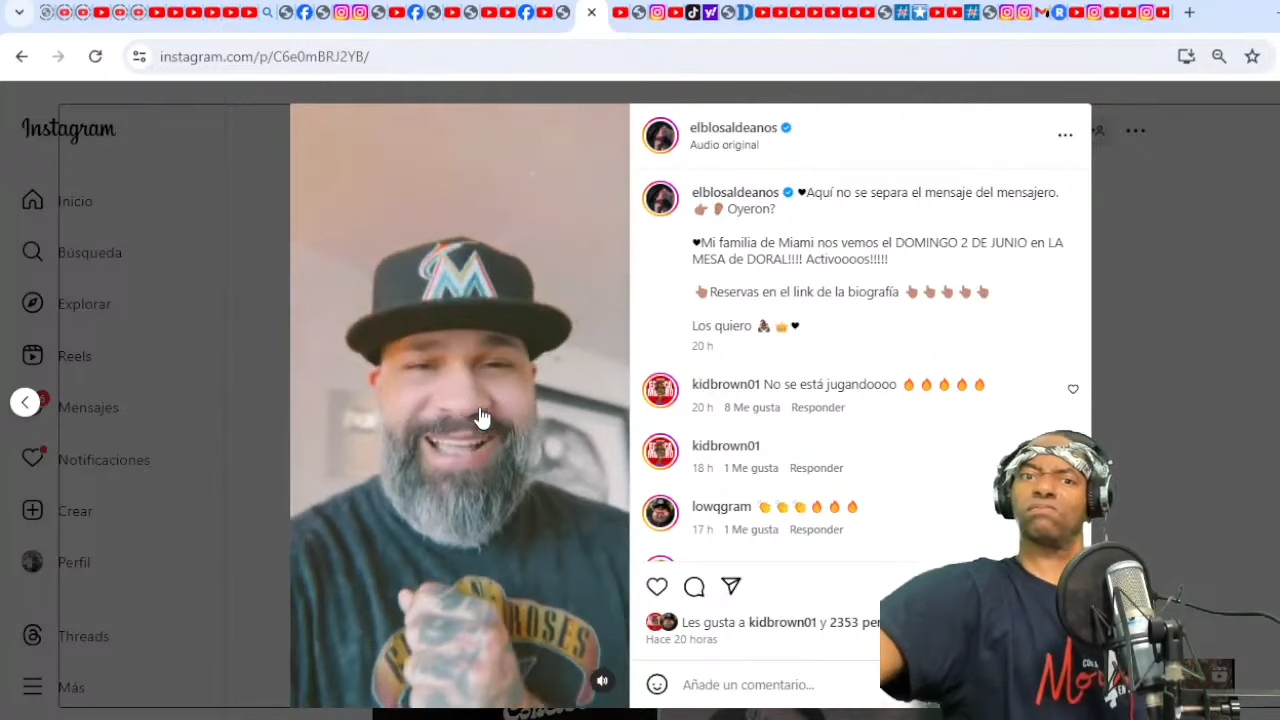 instagram.com/p/C6e0mBRJ2YB/
Instagram
Inicio
Búsqueda
Explorar
Reels
Mensajes
Notificaciones
Crear
Perfil
Threads
Más
M
ROSES
elblosaldeanos
Audio original
elblosaldeanos 🖤Aquí no se separa el mensaje del mensajero.
👉🏽👂🏽Oyeron?
🖤Mi familia de Miami nos vemos el DOMINGO 2 DE JUNIO en LA
MESA de DORAL!!!! Activoooos!!!!!
👆🏽Reservas en el link de la biografía 👆🏽👆🏽👆🏽👆🏽👆🏽
Los quiero 🦍👑🖤
20 h
kidbrown01 No se está jugandoooo 🔥🔥🔥🔥🔥
20 h 8 Me gusta Responder
kidbrown01
18 h 1 Me gusta Responder
lowqgram 👏👏👏🔥🔥🔥
17 h 1 Me gusta Responder
Les gusta a kidbrown01 y 2353 per
Hace 20 horas
Añade un comentario...